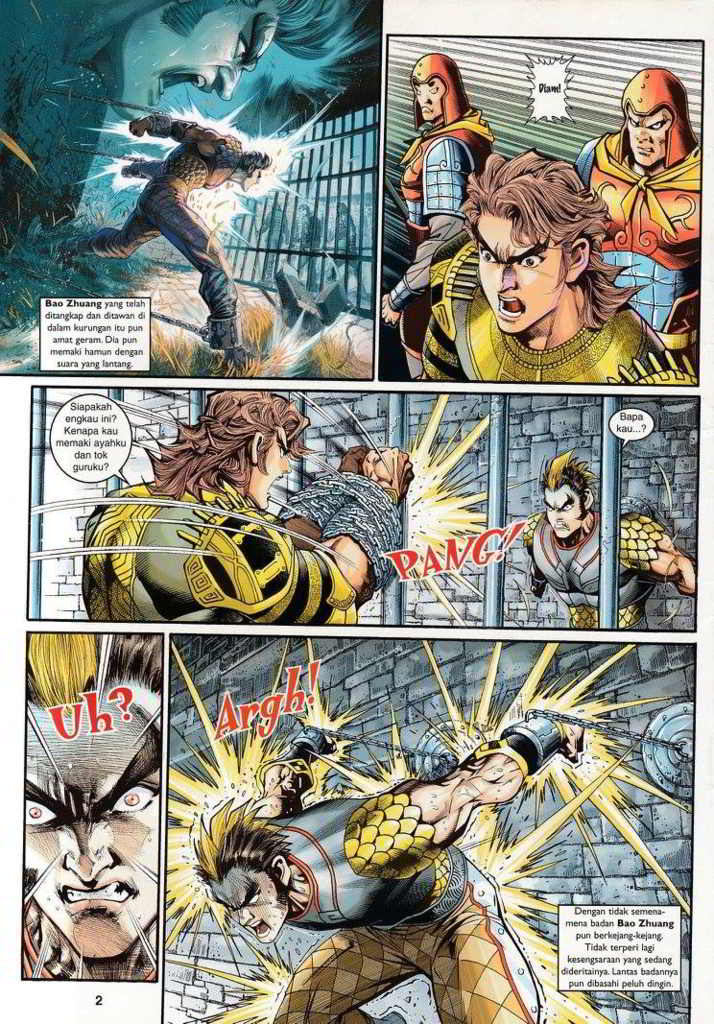 Bao Zhuang yang telah
ditangkap dan ditawan di
dalam kurungan itu pun
amat geram. Dia pun
memaki hamun dengan
suara yang lantang.
Diam!
Siapakah
engkau ini?
Kenapa kau
memaki ayahku
dan tok
guruku?
PANG!
Bapa
kau...?
Uh?
Argh!
Dengan tidak semena-
mena badan Bao Zhuang
pun berkejang-kejang.
Tidak terperi lagi
kesengsaraan yang sedang
dideritainya. Lantas badannya
pun dibasahi peluh dingin.
2